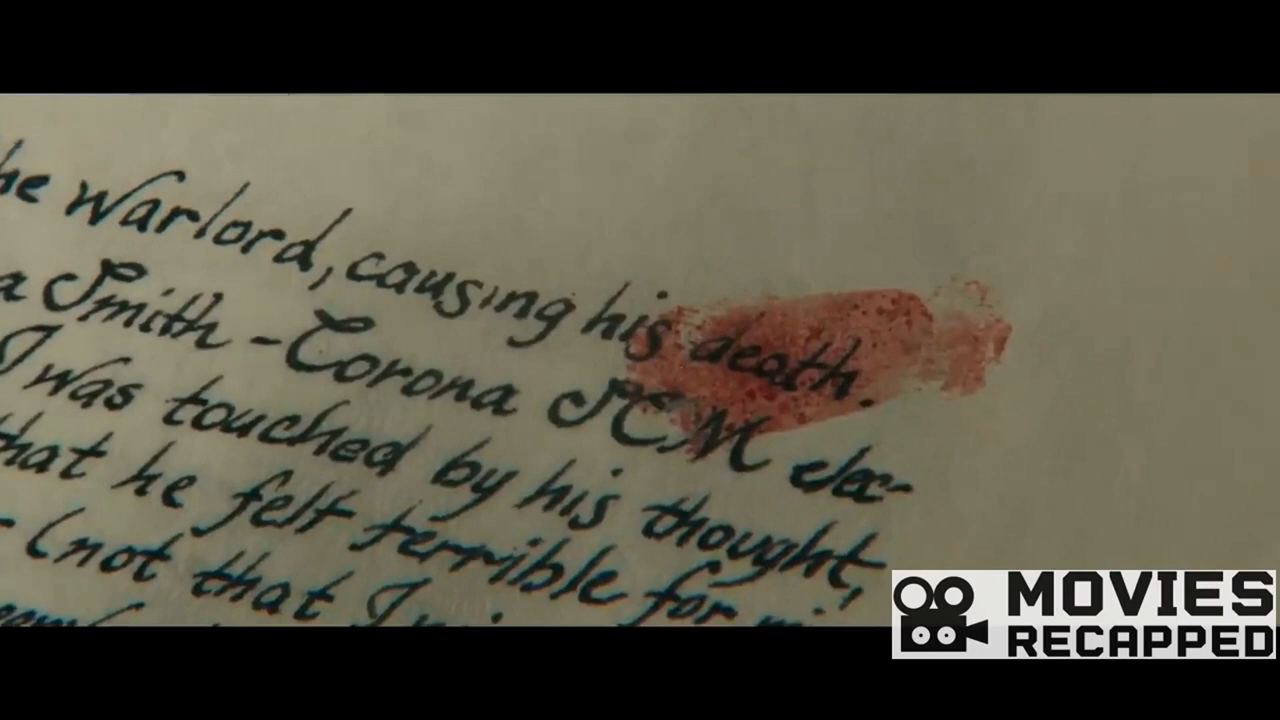 he Warlord, causing his death.
a Smith-Corona SCM elec-
I was touched by his thought,
that he felt terrible for
- (not that I
MOVIES
RECAPPED